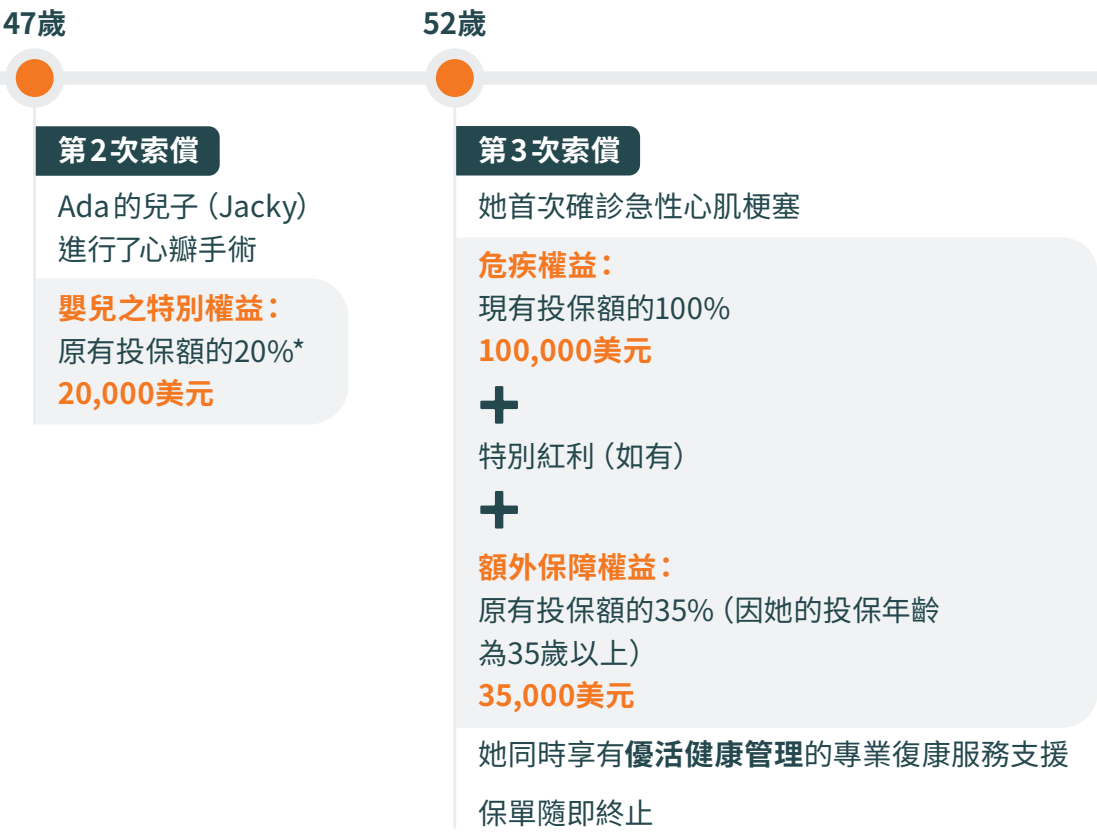 47歲
第2次索償
Ada的兒子（Jacky）
進行了心瓣手術
嬰兒之特別權益：
原有投保額的20%*
20,000美元
52歲
第3次索償
她首次確診急性心肌梗塞
危疾權益：
現有投保額的100%
100,000美元
+
特別紅利（如有）
+
額外保障權益：
原有投保額的35%（因她的投保年齡
為35歲以上）
35,000美元
她同時享有優活健康管理的專業復康服務支援
保單隨即終止